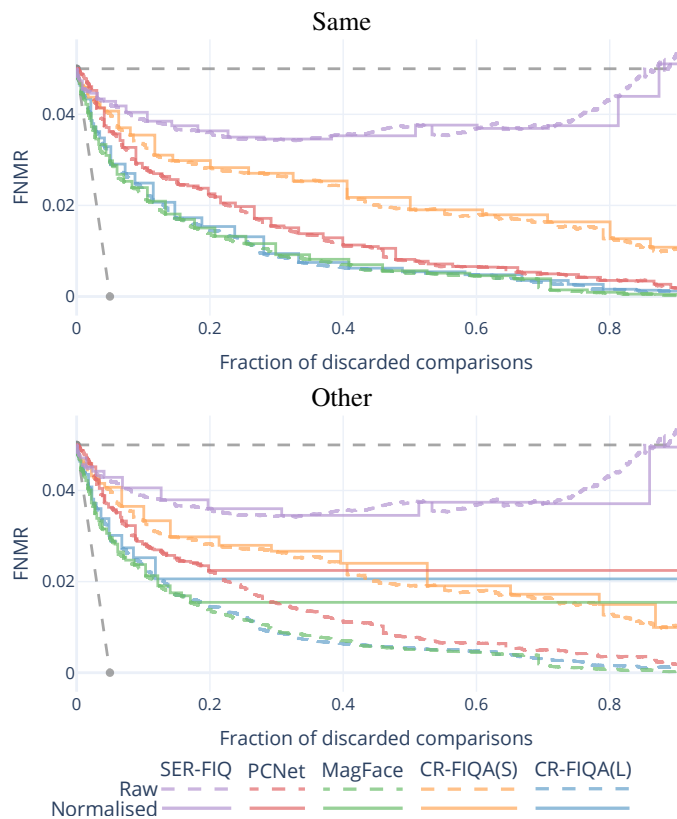 Same
FNMR
0.04
0.02
0
0 0.2 0.4 0.6 0.8
Fraction of discarded comparisons
Other
FNMR
0.04
0.02
0
0 0.2 0.4 0.6 0.8
Fraction of discarded comparisons
SER-FIQ PCNet MagFace CR-FIQA(S) CR-FIQA(L)
Raw
Normalised